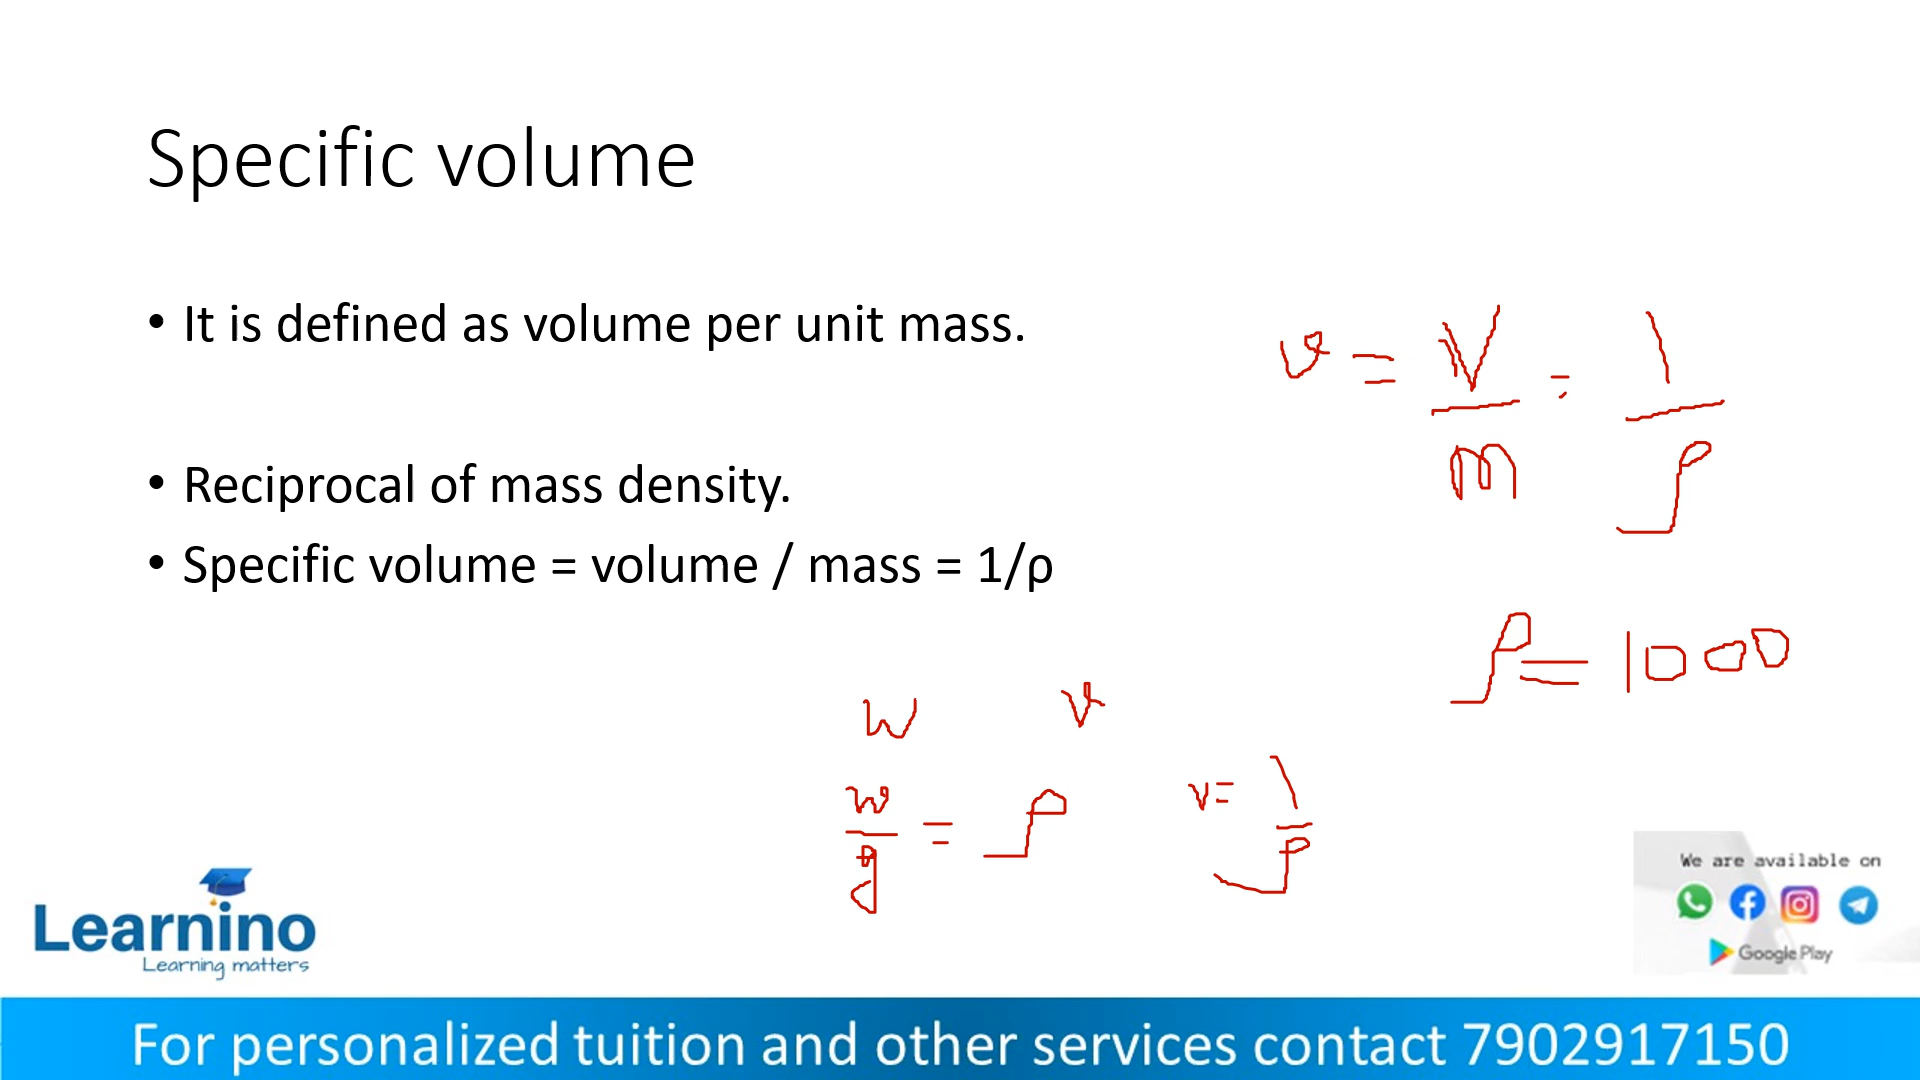 Specific volume
• It is defined as volume per unit mass.
v = V/m = 1/ρ
• Reciprocal of mass density.
• Specific volume = volume / mass = 1/ρ
ρ = 1000
w v
w/g = ρ v = 1/ρ
We are available on
Learnino
Learning matters
Google Play
For personalized tuition and other services contact 7902917150